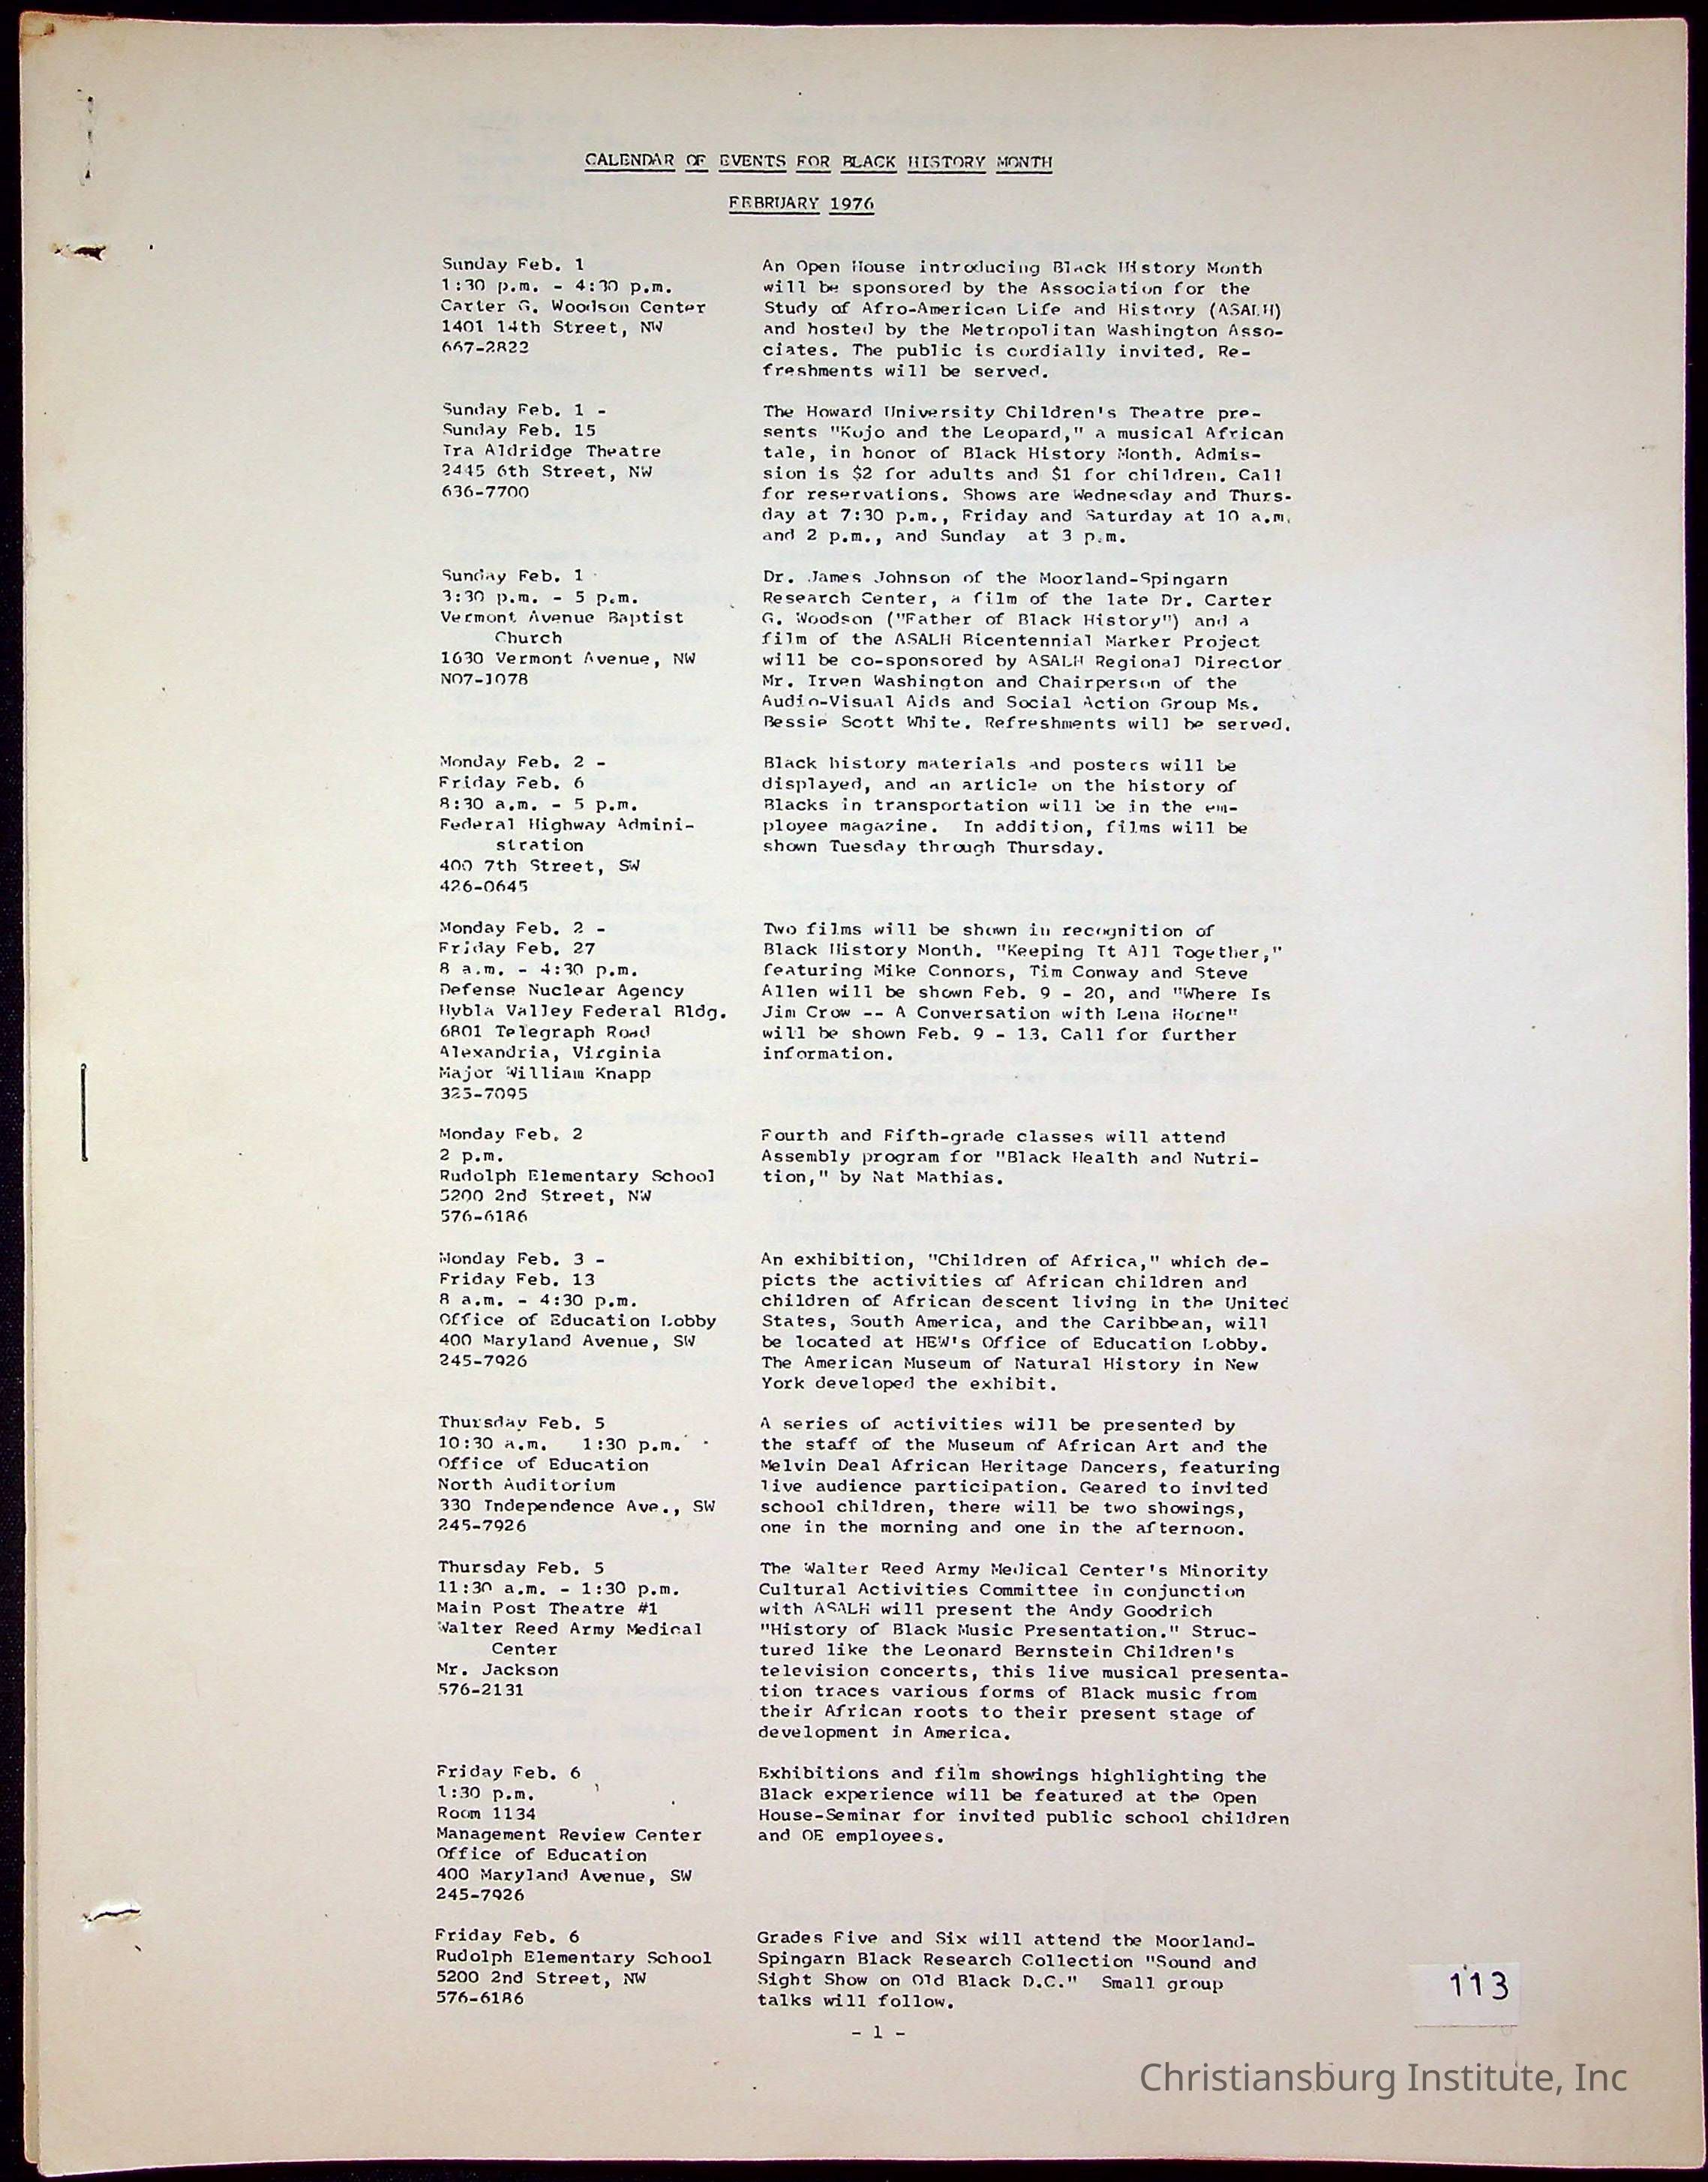 CALENDAR OF EVENTS FOR BLACK HISTORY MONTH
FEBRUARY 1976
Sunday Feb. 1
1:30 p.m. - 4:30 p.m.
Carter G. Woodson Center
1401 14th Street, NW
667-2822
An Open House introducing Black History Month
will be sponsored by the Association for the
Study of Afro-American Life and History (ASALH)
and hosted by the Metropolitan Washington Asso-
ciates. The public is cordially invited. Re-
freshments will be served.
Sunday Feb. 1 -
Sunday Feb. 15
Ira Aldridge Theatre
2445 6th Street, NW
636-7700
The Howard University Children's Theatre pre-
sents "Kojo and the Leopard," a musical African
tale, in honor of Black History Month. Admis-
sion is $2 for adults and $1 for children. Call
for reservations. Shows are Wednesday and Thurs-
day at 7:30 p.m., Friday and Saturday at 10 a.m.
and 2 p.m., and Sunday at 3 p.m.
Sunday Feb. 1
3:30 p.m. - 5 p.m.
Vermont Avenue Baptist
Church
1630 Vermont Avenue, NW
NO7-1078
Dr. James Johnson of the Moorland-Spingarn
Research Center, a film of the late Dr. Carter
G. Woodson ("Father of Black History") and a
film of the ASALH Bicentennial Marker Project
will be co-sponsored by ASALH Regional Director
Mr. Irven Washington and Chairperson of the
Audio-Visual Aids and Social Action Group Ms.
Bessie Scott White. Refreshments will be served.
Monday Feb. 2 -
Friday Feb. 6
8:30 a.m. - 5 p.m.
Federal Highway Admini-
stration
400 7th Street, SW
426-0645
Black history materials and posters will be
displayed, and an article on the history of
Blacks in transportation will be in the em-
ployee magazine. In addition, films will be
shown Tuesday through Thursday.
Monday Feb. 2 -
Friday Feb. 27
8 a.m. - 4:30 p.m.
Defense Nuclear Agency
Hybla Valley Federal Bldg.
6801 Telegraph Road
Alexandria, Virginia
Major William Knapp
325-7095
Two films will be shown in recognition of
Black History Month. "Keeping It All Together,"
featuring Mike Connors, Tim Conway and Steve
Allen will be shown Feb. 9 - 20, and "Where Is
Jim Crow -- A Conversation with Lena Horne"
will be shown Feb. 9 - 13. Call for further
information.
Monday Feb. 2
2 p.m.
Rudolph Elementary School
5200 2nd Street, NW
576-6186
Fourth and Fifth-grade classes will attend
Assembly program for "Black Health and Nutri-
tion," by Nat Mathias.
Monday Feb. 3 -
Friday Feb. 13
8 a.m. - 4:30 p.m.
Office of Education Lobby
400 Maryland Avenue, SW
245-7926
An exhibition, "Children of Africa," which de-
picts the activities of African children and
children of African descent living in the United
States, South America, and the Caribbean, will
be located at HEW's Office of Education Lobby.
The American Museum of Natural History in New
York developed the exhibit.
Thursday Feb. 5
10:30 a.m. 1:30 p.m.
Office of Education
North Auditorium
330 Independence Ave., SW
245-7926
A series of activities will be presented by
the staff of the Museum of African Art and the
Melvin Deal African Heritage Dancers, featuring
live audience participation. Geared to invited
school children, there will be two showings,
one in the morning and one in the afternoon.
Thursday Feb. 5
11:30 a.m. - 1:30 p.m.
Main Post Theatre #1
Walter Reed Army Medical
Center
Mr. Jackson
576-2131
The Walter Reed Army Medical Center's Minority
Cultural Activities Committee in conjunction
with ASALH will present the Andy Goodrich
"History of Black Music Presentation." Struc-
tured like the Leonard Bernstein Children's
television concerts, this live musical presenta-
tion traces various forms of Black music from
their African roots to their present stage of
development in America.
Friday Feb. 6
1:30 p.m.
Room 1134
Management Review Center
Office of Education
400 Maryland Avenue, SW
245-7926
Exhibitions and film showings highlighting the
Black experience will be featured at the Open
House-Seminar for invited public school children
and OE employees.
Friday Feb. 6
Rudolph Elementary School
5200 2nd Street, NW
576-6186
Grades Five and Six will attend the Moorland-
Spingarn Black Research Collection "Sound and
Sight Show on Old Black D.C." Small group
talks will follow.
- 1 -
113
Christiansburg Institute, Inc